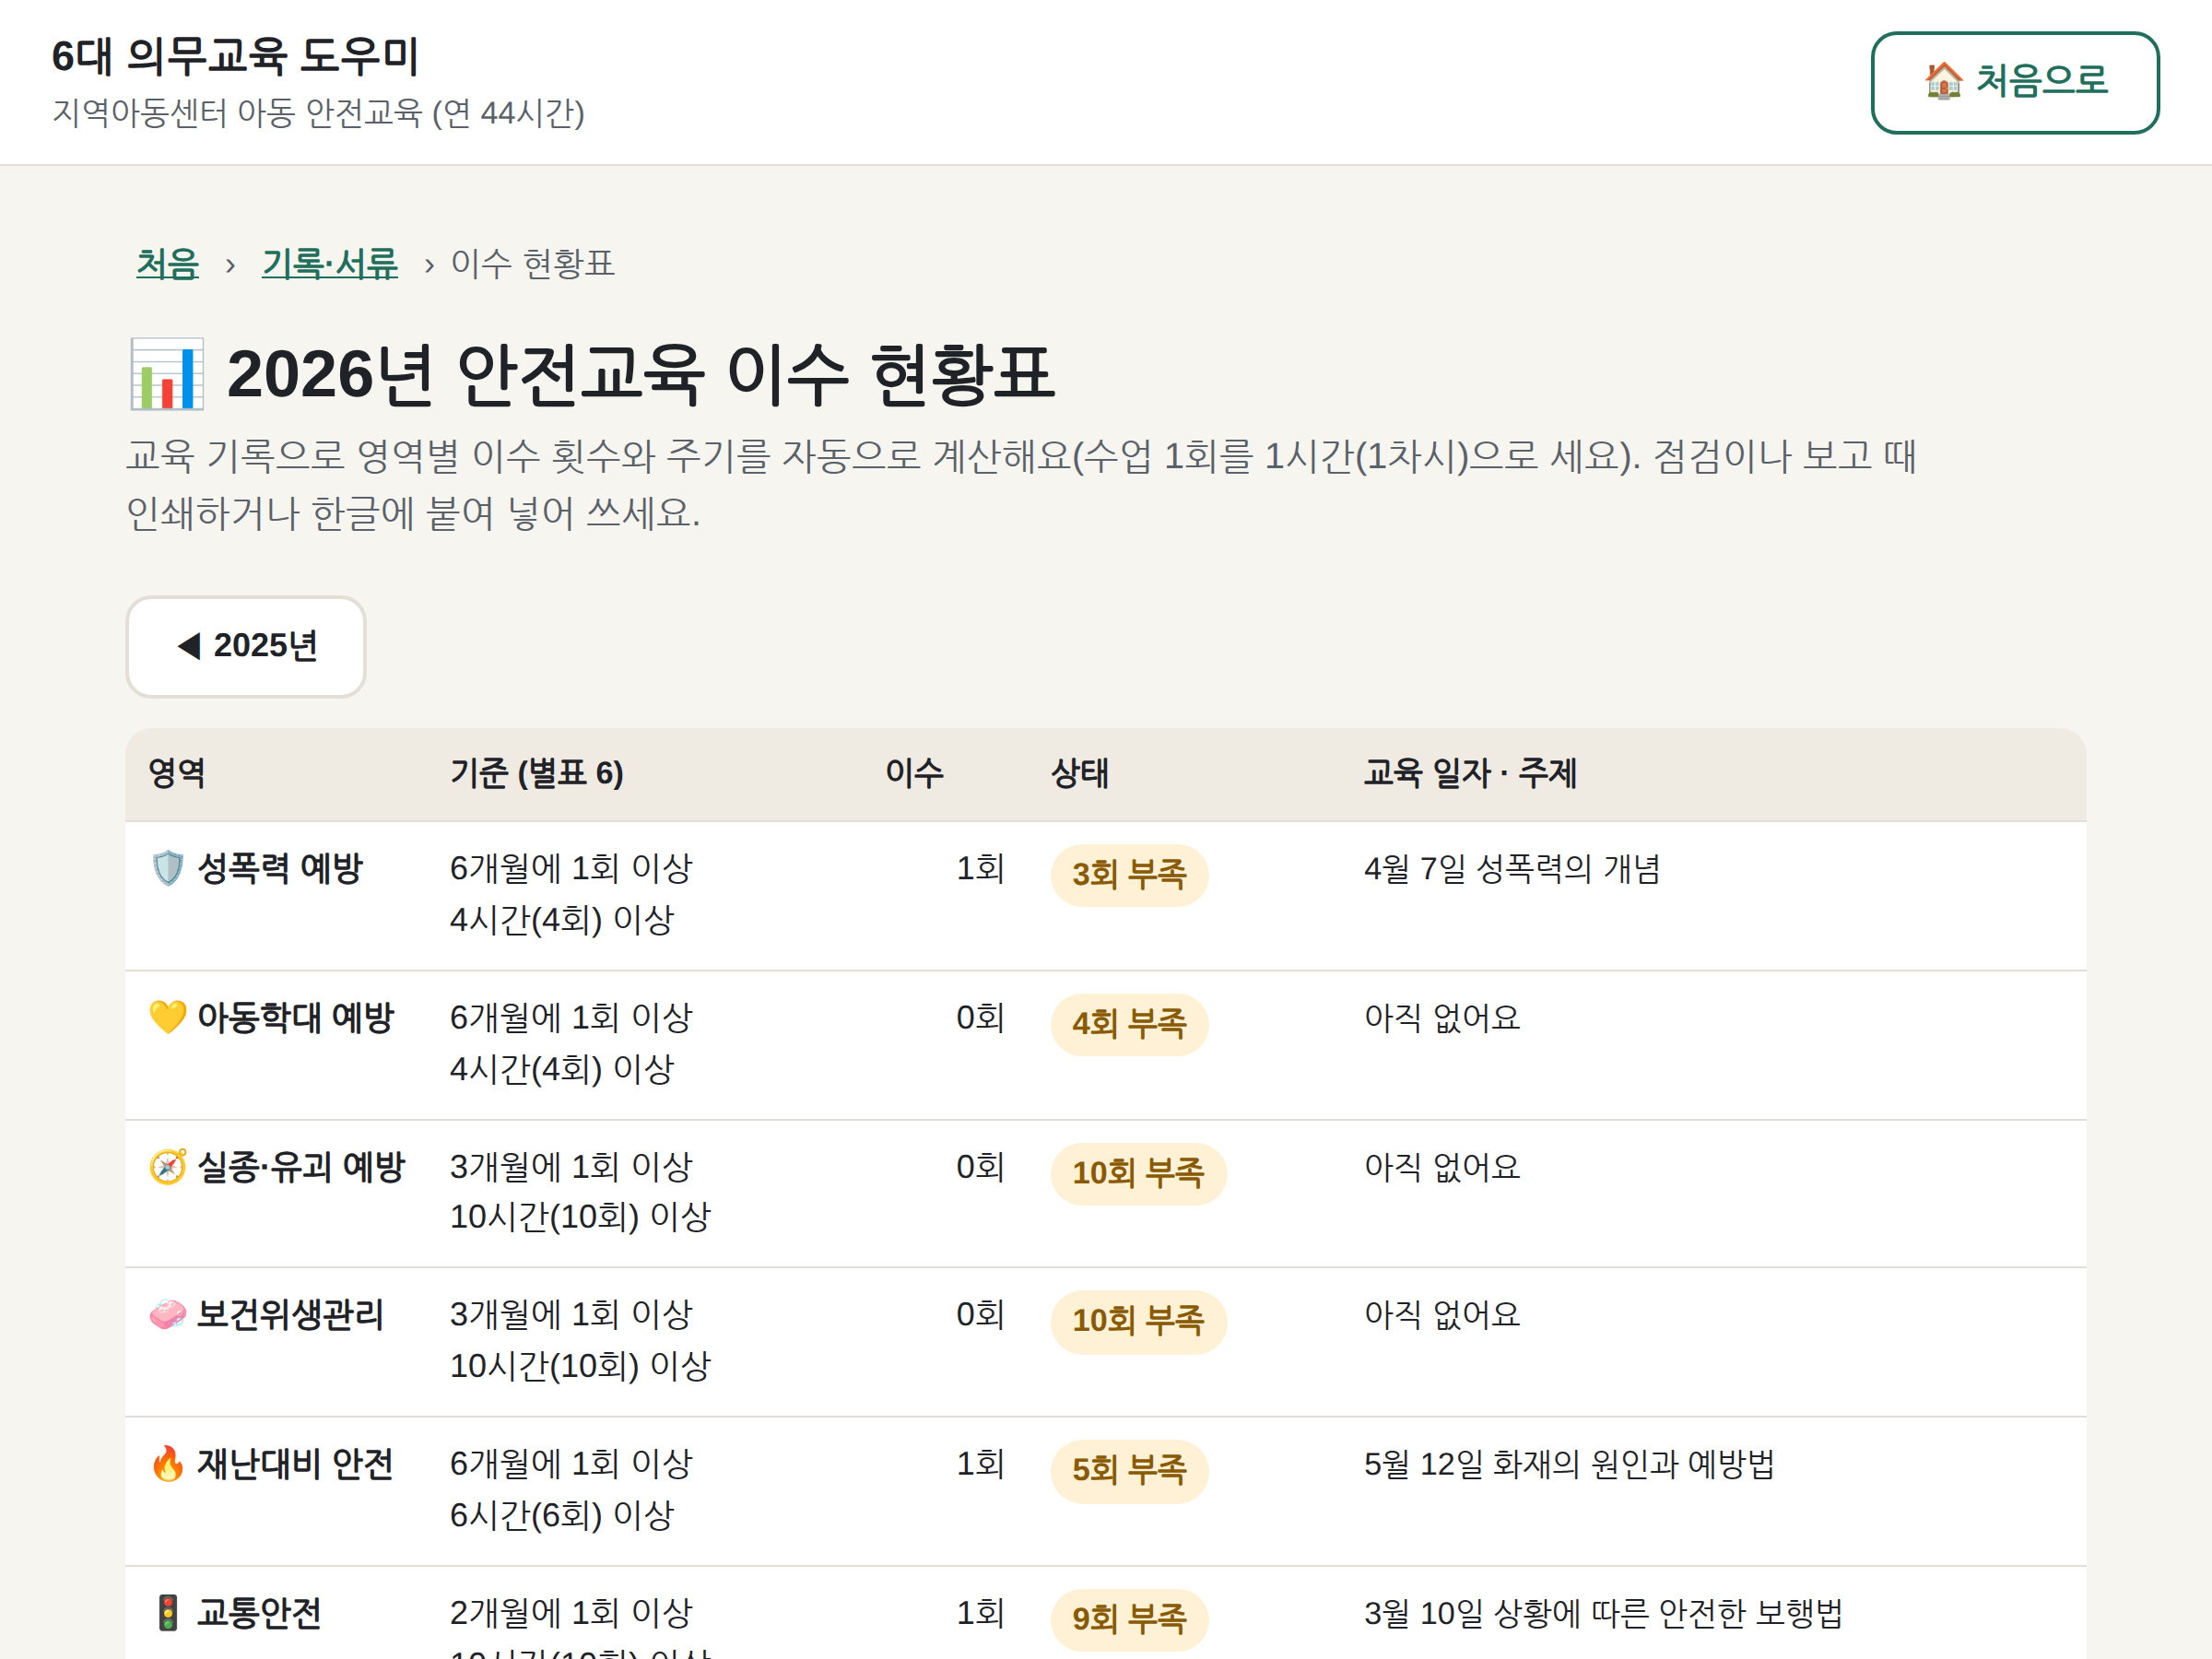 6대 의무교육 도우미
지역아동센터 아동 안전교육 (연 44시간)
처음으로
처음 › 기록·서류 › 이수 현황표
2026년 안전교육 이수 현황표
교육 기록으로 영역별 이수 횟수와 주기를 자동으로 계산해요(수업 1회를 1시간(1차시)으로 세요). 점검이나 보고 때
인쇄하거나 한글에 붙여 넣어 쓰세요.
◀ 2025년
영역 기준 (별표 6) 이수 상태 교육 일자 · 주제
성폭력 예방 6개월에 1회 이상 1회 3회 부족 4월 7일 성폭력의 개념
4시간(4회) 이상
아동학대 예방 6개월에 1회 이상 0회 4회 부족 아직 없어요
4시간(4회) 이상
실종·유괴 예방 3개월에 1회 이상 0회 10회 부족 아직 없어요
10시간(10회) 이상
보건위생관리 3개월에 1회 이상 0회 10회 부족 아직 없어요
10시간(10회) 이상
재난대비 안전 6개월에 1회 이상 1회 5회 부족 5월 12일 화재의 원인과 예방법
6시간(6회) 이상
교통안전 2개월에 1회 이상 1회 9회 부족 3월 10일 상황에 따른 안전한 보행법